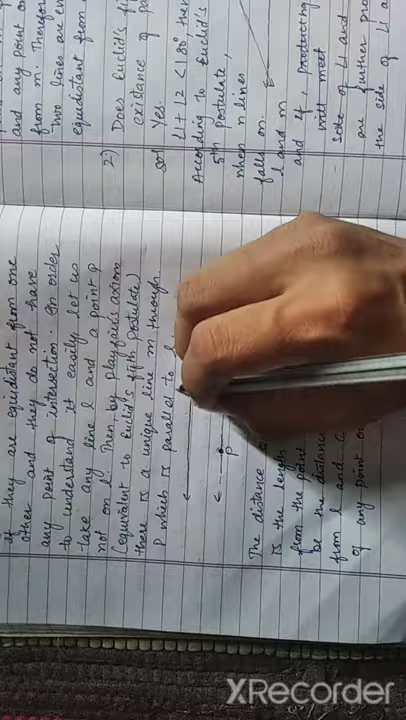 if they are equidistant from one
other and they do not have
any point of intersection. In order
to understand it easily, let us
take any line l and a point p
not on l. Then, by playfair's axiom
(equivalent to Euclid's fifth postulate)
there is a unique line m through
P which is parallel to l
P
The distance
is the length
from the point
be the distance
from l and
of any point
and any point
from m. Therefore
two lines are
equidistant from
2) Does Euclid's
existance of
solⁿ Yes.
∠1 + ∠2 < 180°, the
According to Euclid's
5th postulate,
when n lines
falls on
l and m
and if, producing
will meet
side of ∠1 and
are further pro
the side of ∠1 a
XRecorder